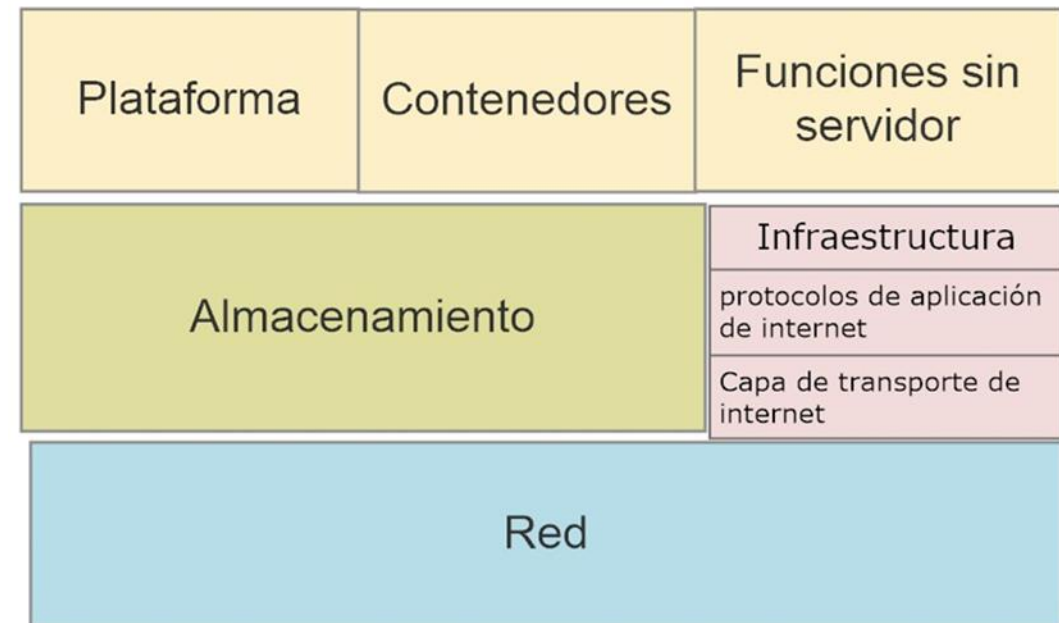 Plataforma
Contenedores
Funciones sin
servidor
Almacenamiento
Infraestructura
protocolos de aplicación
de internet
Capa de transporte de
internet
Red